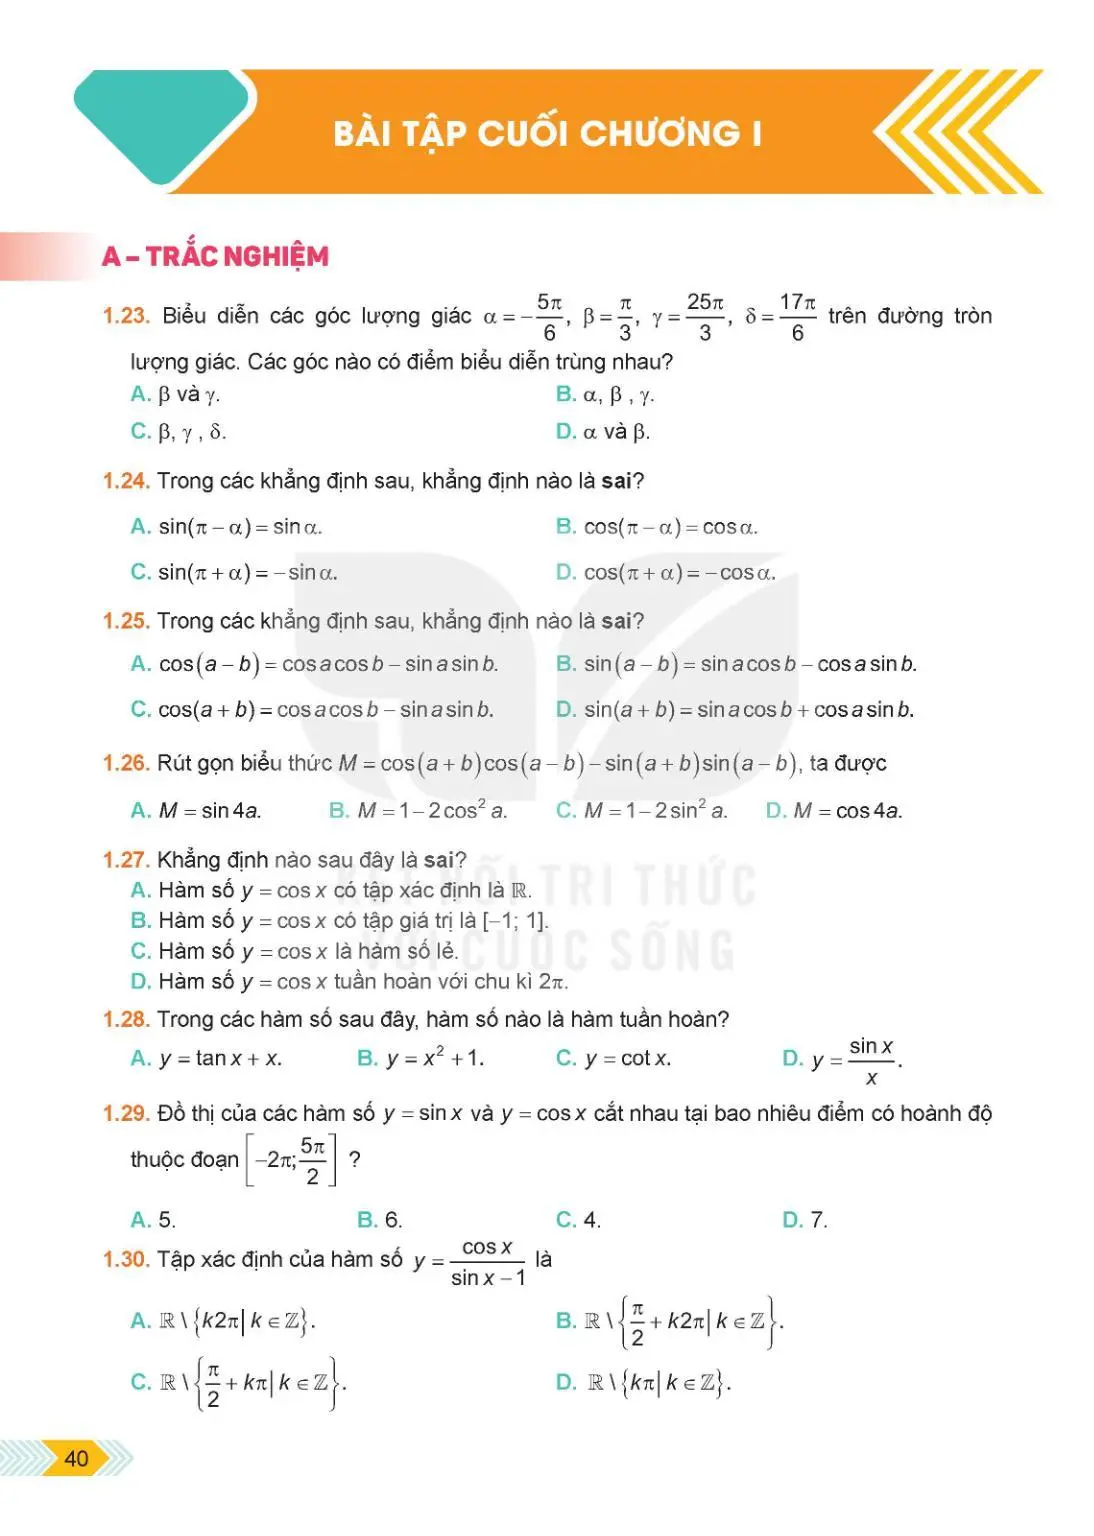 BÀI TẬP CUỐI CHƯƠNG I
A – TRẮC NGHIỆM
1.23. Biểu diễn các góc lượng giác α = −5π/6, β = π/3, γ = 25π/3, δ = 17π/6 trên đường tròn
lượng giác. Các góc nào có điểm biểu diễn trùng nhau?
A. β và γ. B. α, β , γ.
C. β, γ , δ. D. α và β.
1.24. Trong các khẳng định sau, khẳng định nào là sai?
A. sin(π − α) = sin α. B. cos(π − α) = cos α.
C. sin(π + α) = − sin α. D. cos(π + α) = − cos α.
1.25. Trong các khẳng định sau, khẳng định nào là sai?
A. cos(a − b) = cos a cos b − sin a sin b. B. sin(a − b) = sin a cos b − cos a sin b.
C. cos(a + b) = cos a cos b − sin a sin b. D. sin(a + b) = sin a cos b + cos a sin b.
1.26. Rút gọn biểu thức M = cos(a + b)cos(a − b) − sin(a + b)sin(a − b), ta được
A. M = sin 4a. B. M = 1 − 2 cos² a. C. M = 1 − 2 sin² a. D. M = cos 4a.
1.27. Khẳng định nào sau đây là sai?
KẾT NỐI TRI THỨC
A. Hàm số y = cos x có tập xác định là ℝ.
B. Hàm số y = cos x có tập giá trị là [−1; 1].
VỚI CUỘC SỐNG
C. Hàm số y = cos x là hàm số lẻ.
D. Hàm số y = cos x tuần hoàn với chu kì 2π.
1.28. Trong các hàm số sau đây, hàm số nào là hàm tuần hoàn?
A. y = tan x + x. B. y = x² + 1. C. y = cot x. D. y = sin x/x.
1.29. Đồ thị của các hàm số y = sin x và y = cos x cắt nhau tại bao nhiêu điểm có hoành độ
thuộc đoạn [−2π; 5π/2] ?
A. 5. B. 6. C. 4. D. 7.
1.30. Tập xác định của hàm số y = cos x/(sin x − 1) là
A. ℝ \ {k2π| k ∈ ℤ}. B. ℝ \ {π/2 + k2π| k ∈ ℤ}.
C. ℝ \ {π/2 + kπ| k ∈ ℤ}. D. ℝ \ {kπ| k ∈ ℤ}.
40